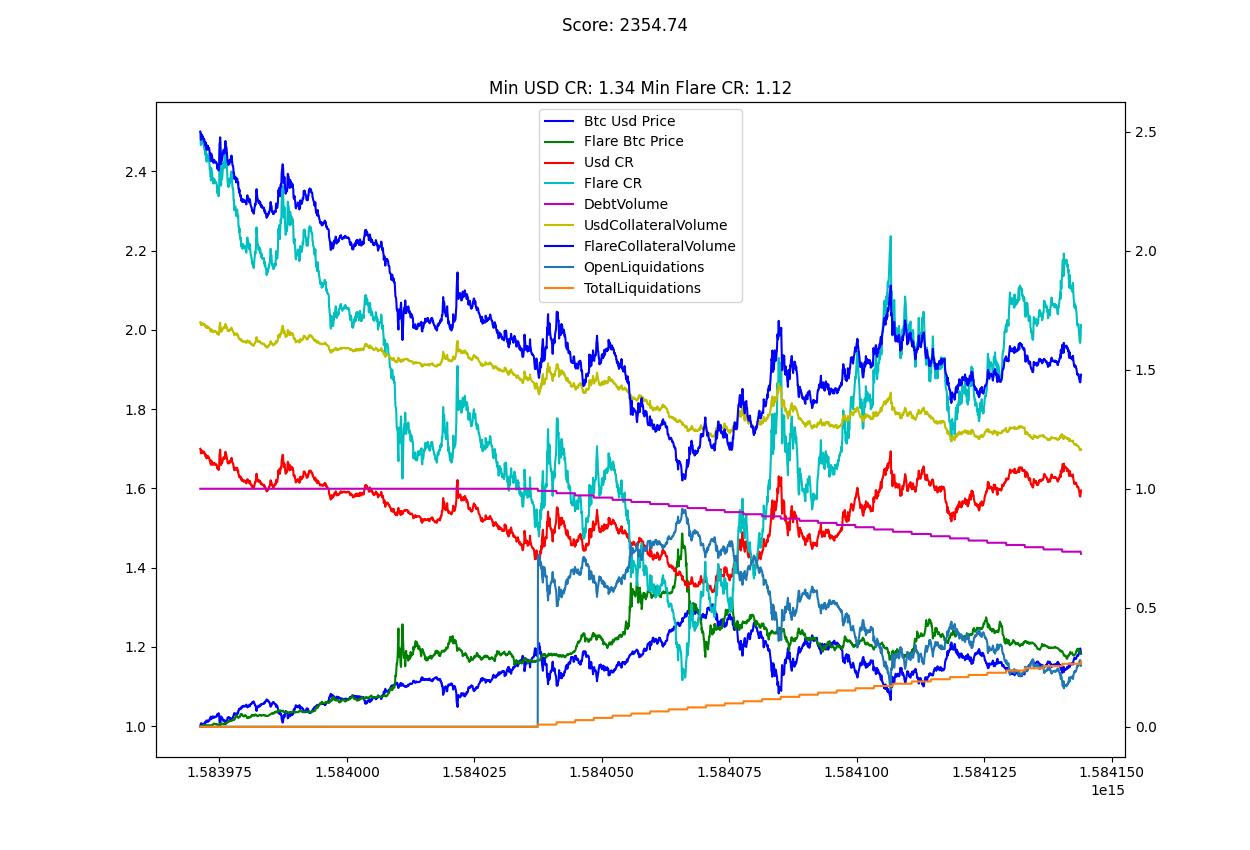 Score: 2354.74
Min USD CR: 1.34 Min Flare CR: 1.12
Btc Usd Price
Flare Btc Price
Usd CR
Flare CR
DebtVolume
UsdCollateralVolume
FlareCollateralVolume
OpenLiquidations
TotalLiquidations
2.4
2.2
2.0
1.8
1.6
1.4
1.2
1.0
2.5
2.0
1.5
1.0
0.5
0.0
1.583975 1.584000 1.584025 1.584050 1.584075 1.584100 1.584125 1.584150
1e15